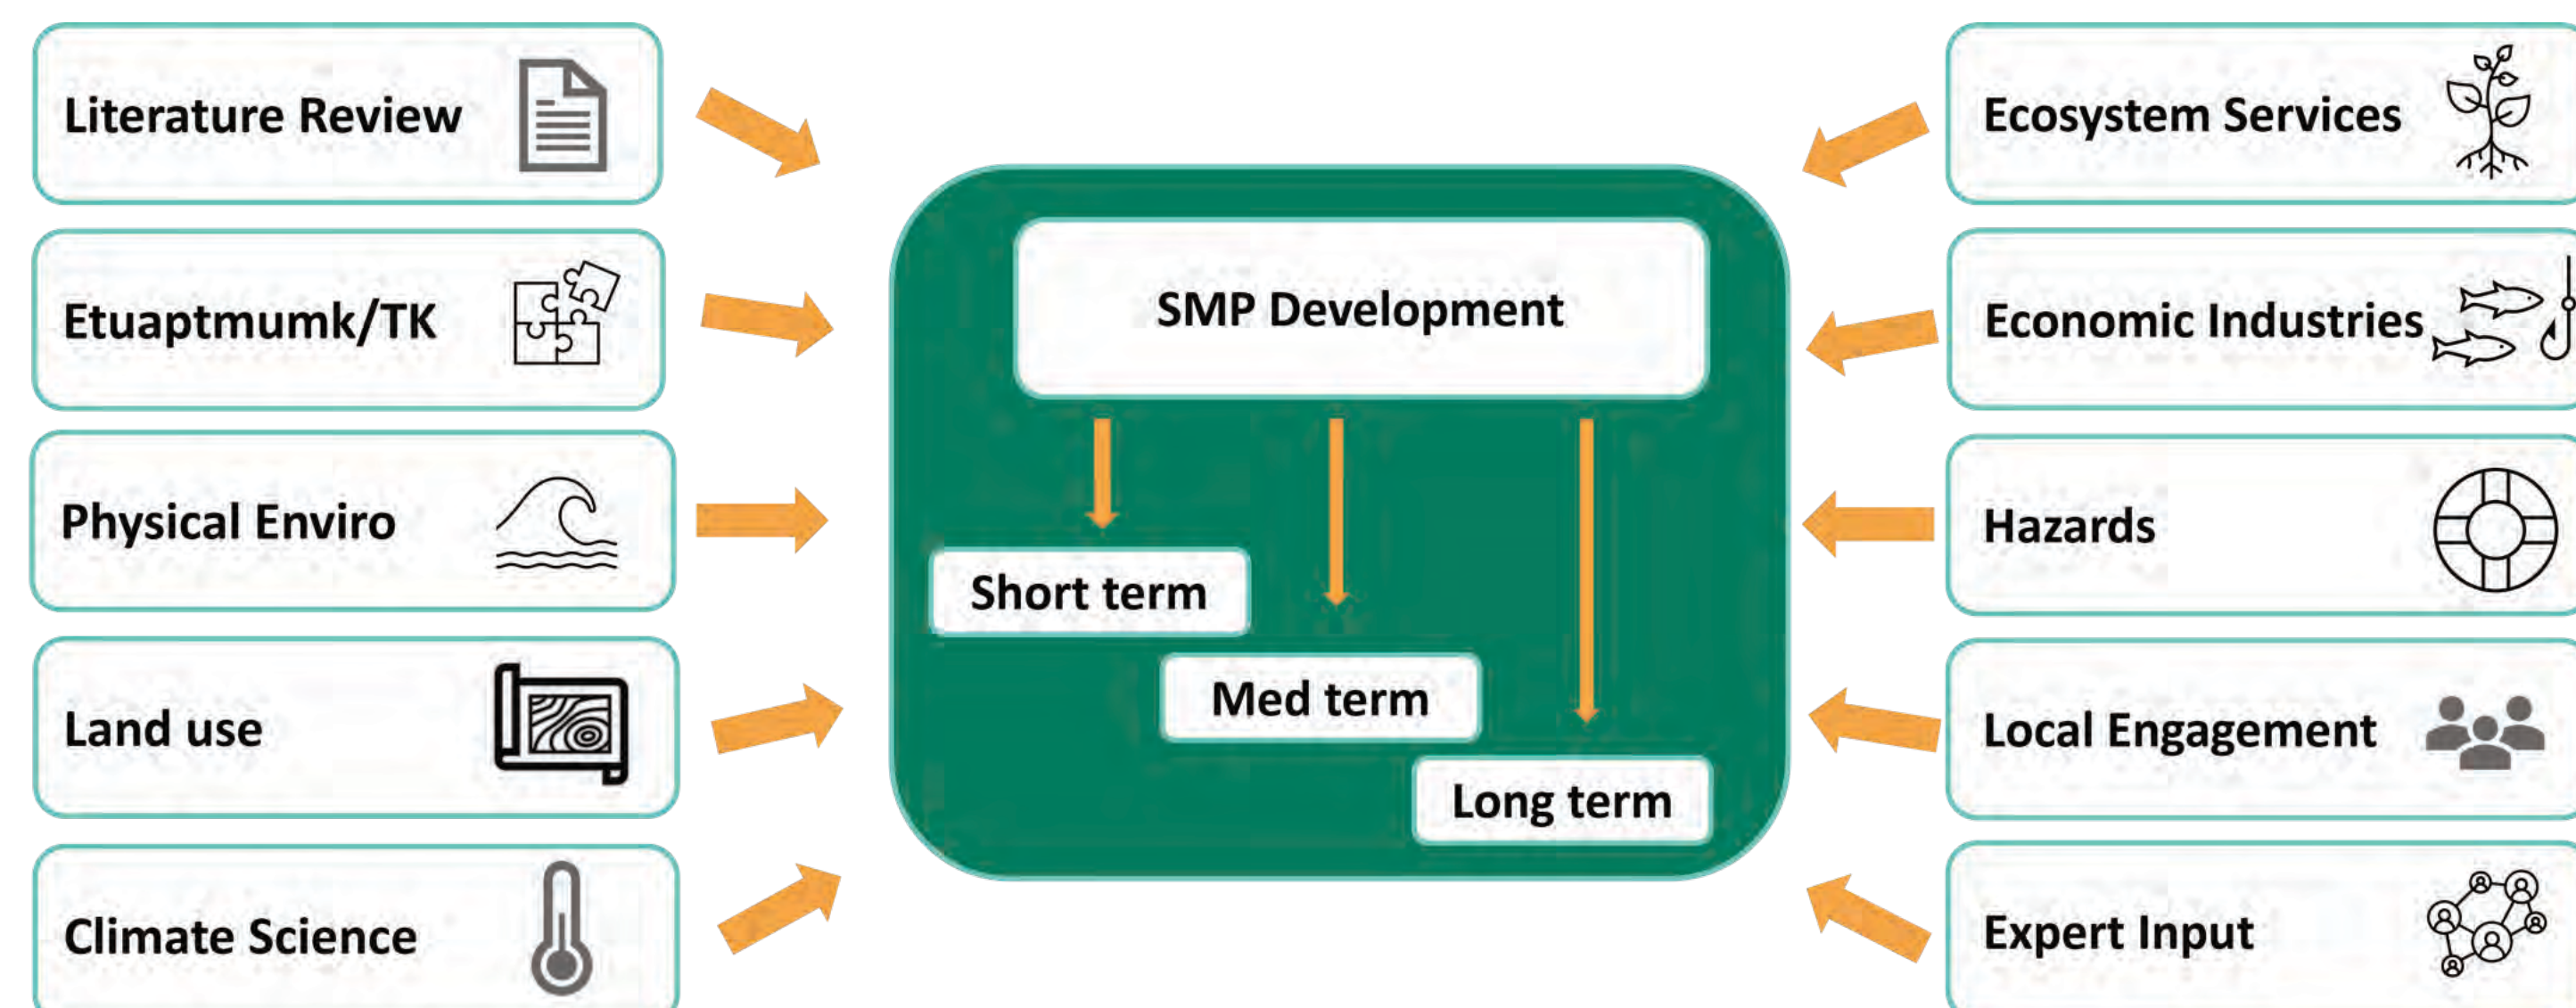 Literature Review
Etuaptmumk/TK
Physical Enviro
Land use
Climate Science
SMP Development
Short term
Med term
Long term
Ecosystem Services
Economic Industries
Hazards
Local Engagement
Expert Input